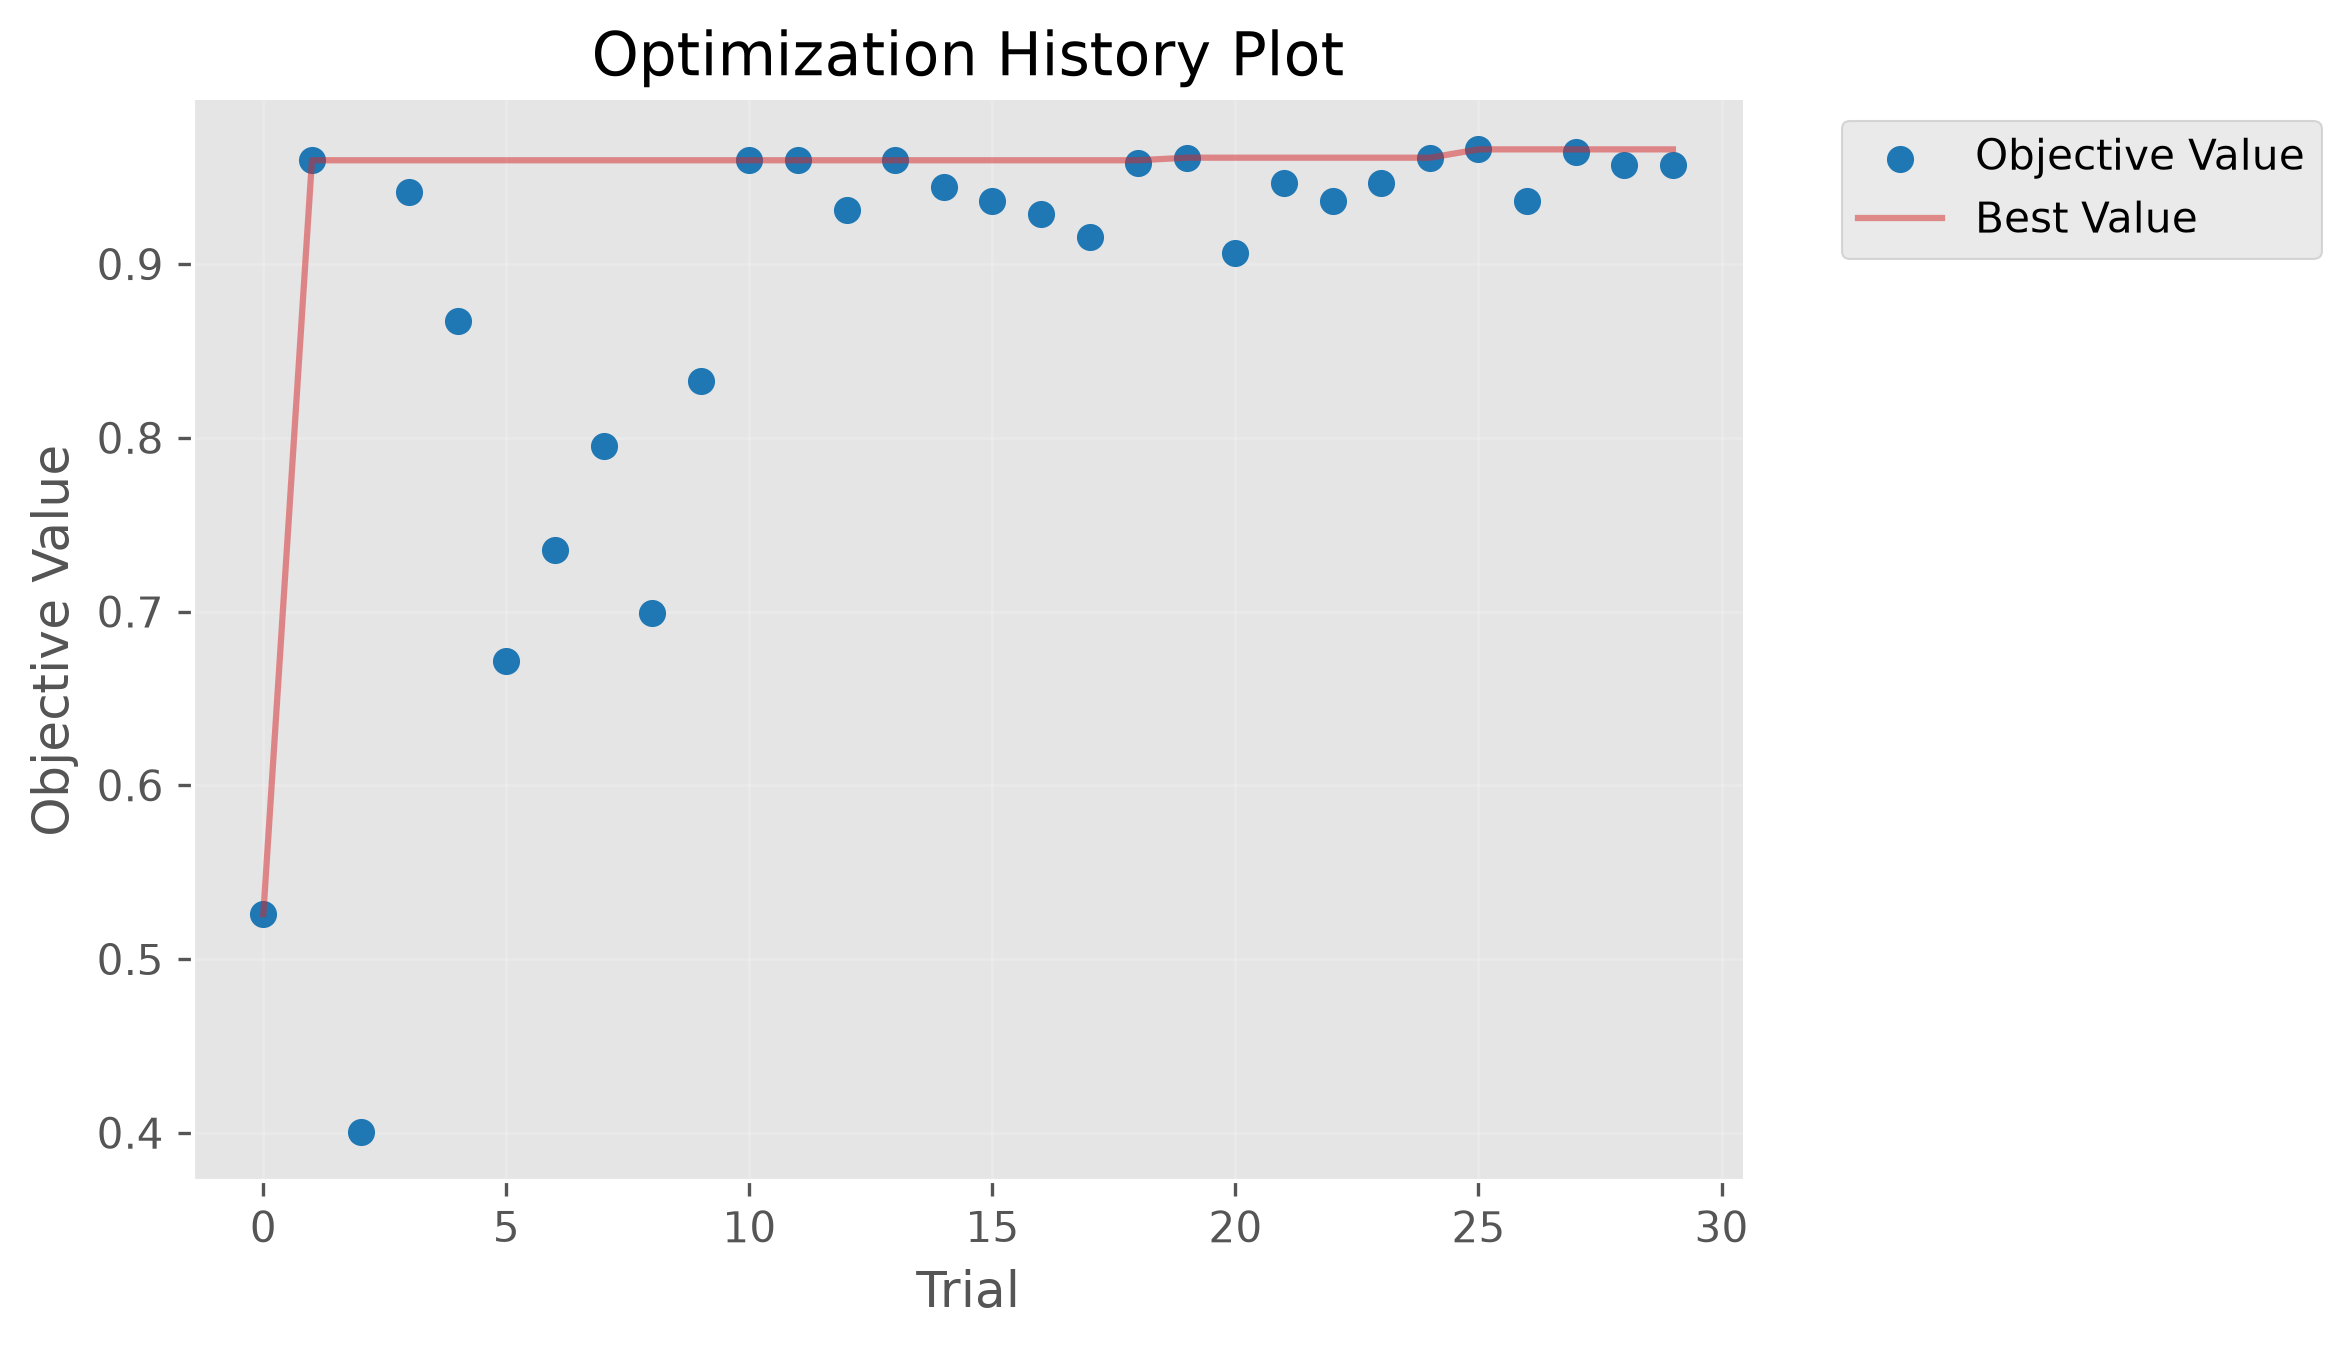 Optimization History Plot
Objective Value
Best Value
Objective Value
0.9
0.8
0.7
0.6
0.5
0.4
0 5 10 15 20 25 30
Trial